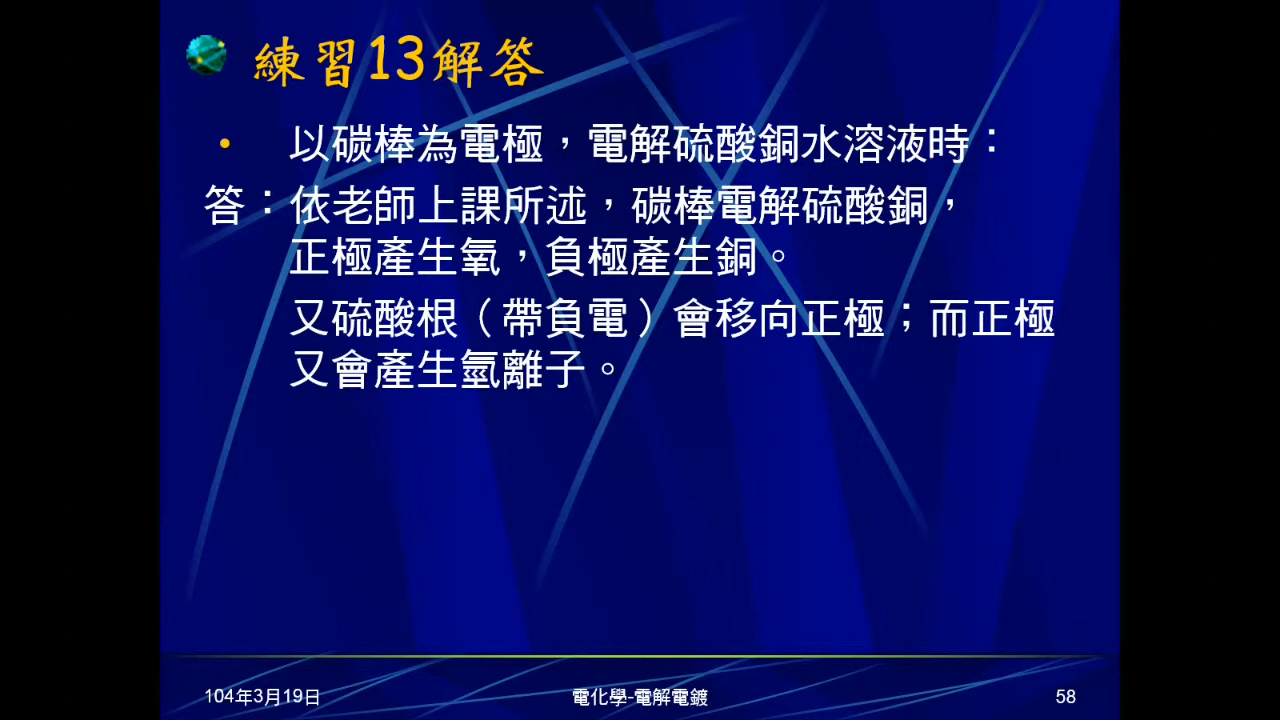 練習13解答
• 以碳棒為電極，電解硫酸銅水溶液時：
答：依老師上課所述，碳棒電解硫酸銅，
正極產生氧，負極產生銅。
又硫酸根（帶負電）會移向正極；而正極
又會產生氫離子。
104年3月19日
電化學-電解電鍍
58